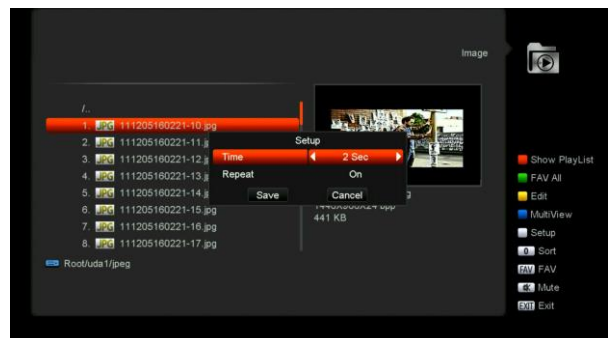 Image
/..
1. JPG 111205160221-10.jpg
2. JPG 111205160221-11.j
3. JPG 111205160221-12.j
4. JPG 111205160221-13.j
5. JPG 111205160221-14.j
6. JPG 111205160221-15.jpg
7. JPG 111205160221-16.jpg
8. JPG 111205160221-17.jpg
Root/uda1/jpeg
Setup
Time 2 Sec
Repeat On
Save Cancel
441 KB
Show PlayList
FAV All
Edit
MultiView
Setup
0 Sort
FAV FAV
Mute
EXIT Exit